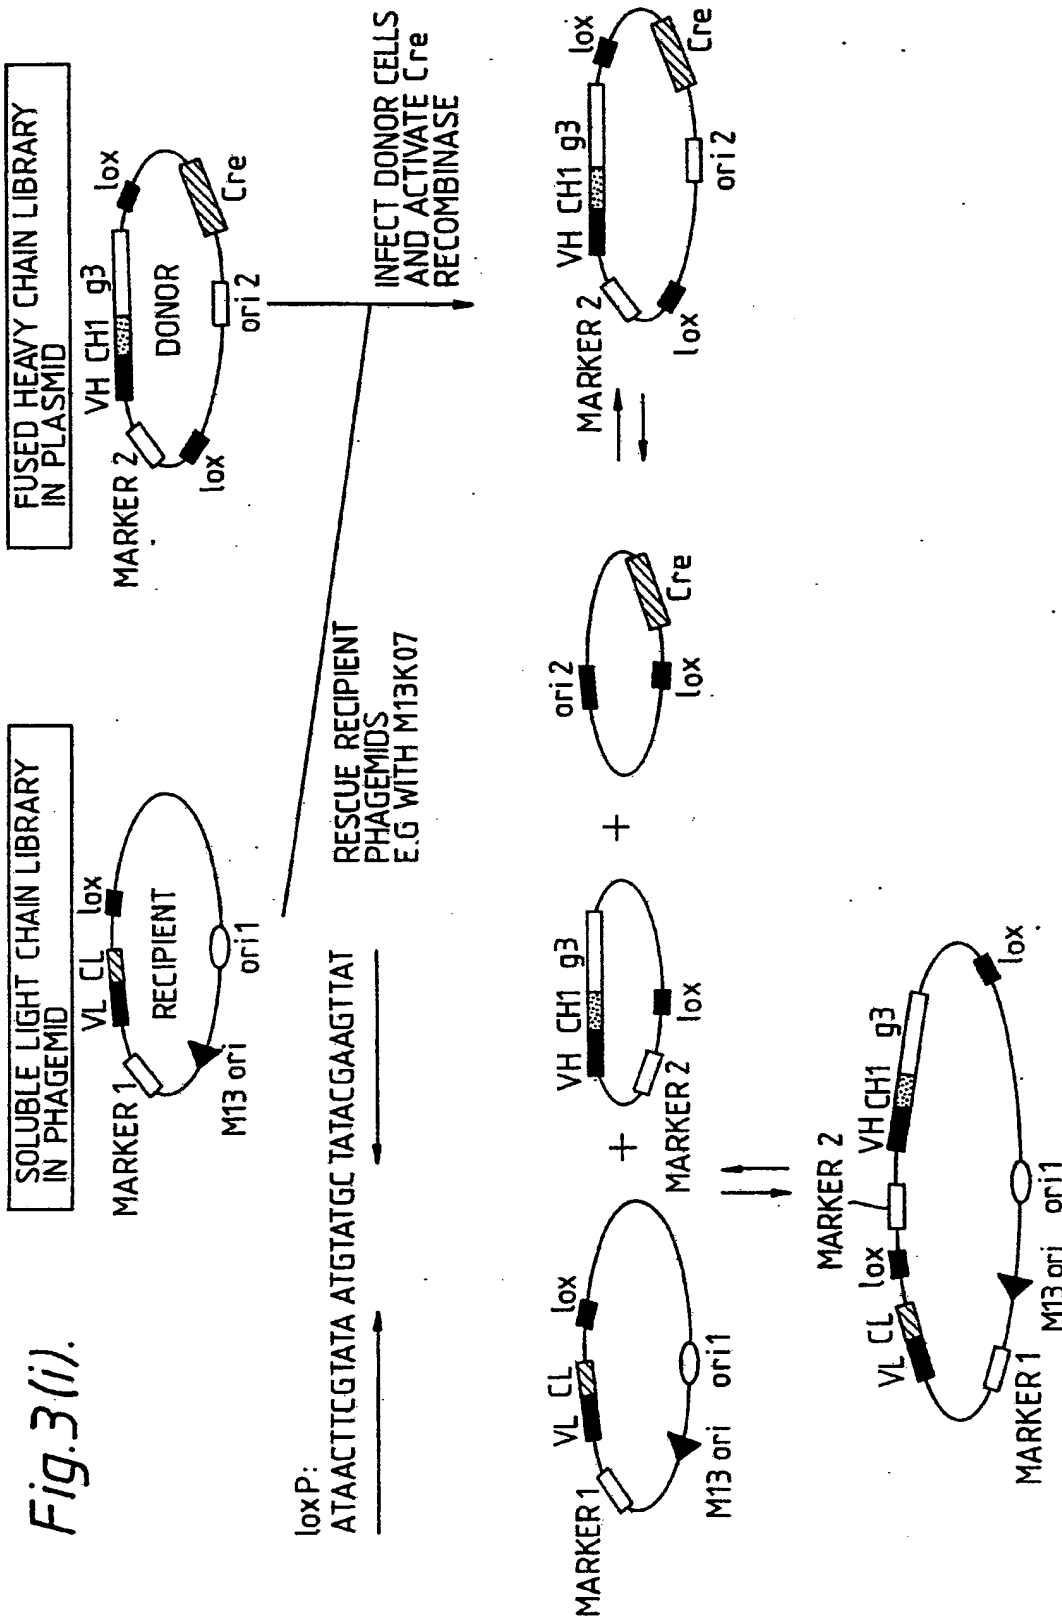 Fig.3(i).
SOLUBLE LIGHT CHAIN LIBRARY
IN PHAGEMID
FUSED HEAVY CHAIN LIBRARY
IN PLASMID
MARKER 1
VL CL
lox
RECIPIENT
M13 ori
ori1
MARKER 2
VH CH1 g3
lox
DONOR
lox
ori 2
Cre
loxP:
ATAACTTCGTATA ATGTATGC TATACGAAGTTAT
RESCUE RECIPIENT
PHAGEMIDS
E.G WITH M13K07
INFECT DONOR CELLS
AND ACTIVATE Cre
RECOMBINASE
MARKER1
VL CL
lox
M13 ori
ori1
+
VH CH1 g3
MARKER 2
lox
+
ori 2
lox
Cre
MARKER 2
VH CH1 g3
lox
lox
ori 2
Cre
MARKER 2
VL CL
lox
VH CH1
g3
MARKER 1
M13 ori
ori1
lox